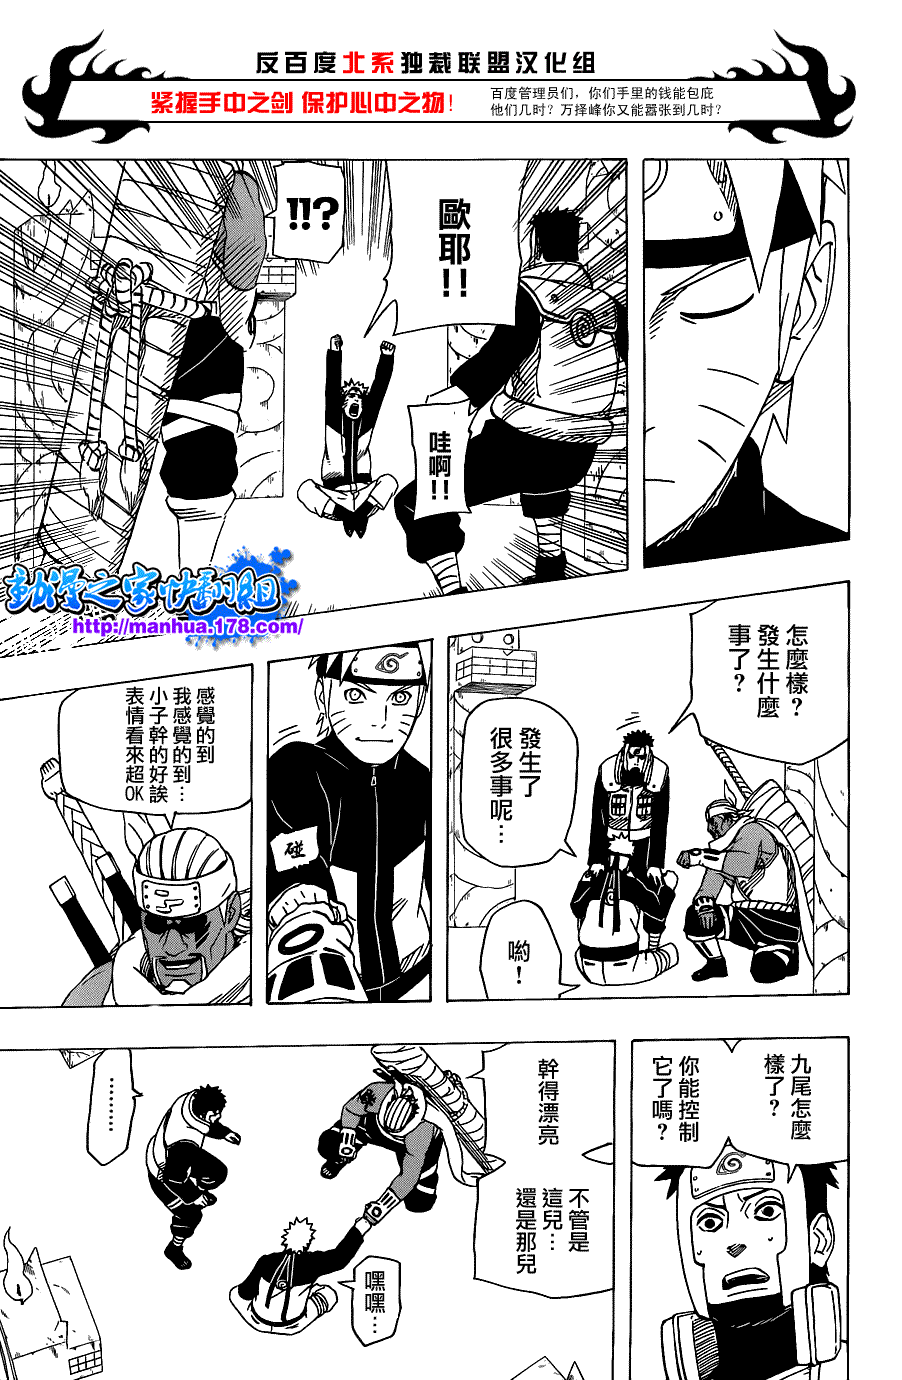 反百度北系独裁联盟汉化组
紧握手中之剑 保护心中之物！
百度管理员们，你们手里的钱能包庇
他们几时？万择峰你又能嚣张到几时？
歐耶!!
!!?
哇啊!!
動漫之家快翻組
http://manhua.178.com/
怎麼樣？
發生什麼
事了？
發生了
很多事呢…
喲！
碰
感覺的到
我感覺的到…
小子幹的好誒
表情看來超
OK
九尾怎麼
樣了？
你能控制
它了嗎？
幹得漂亮
不管是
這兒…
還是那兒
嘿嘿…
………